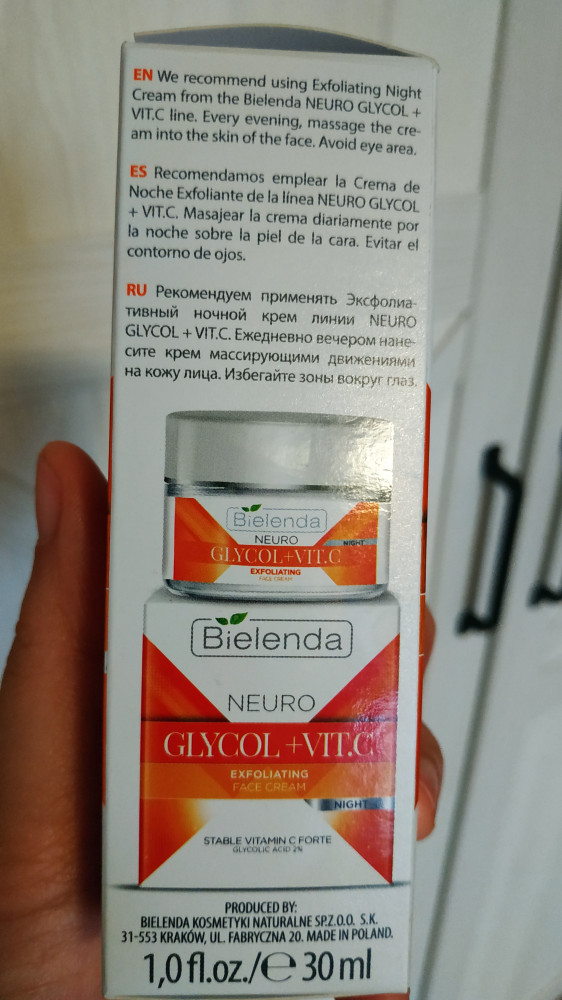 EN We recommend using Exfoliating Night
Cream from the Bielenda NEURO GLYCOL +
VIT.C line. Every evening, massage the cre-
am into the skin of the face. Avoid eye area.
ES Recomendamos emplear la Crema de
Noche Exfoliante de la línea NEURO GLYCOL
+ VIT.C. Masajear la crema diariamente por
la noche sobre la piel de la cara. Evitar el
contorno de ojos.
RU Рекомендуем применять Эксфолиа-
тивный ночной крем линии NEURO
GLYCOL + VIT.C. Ежедневно вечером нане-
сите крем массирующими движениями
на кожу лица. Избегайте зоны вокруг глаз.
Bielenda
NEURO
NIGHT
GLYCOL+VIT.C
EXFOLIATING
FACE CREAM
Bielenda
NEURO
GLYCOL +VIT.C
EXFOLIATING
FACE CREAM
NIGHT
STABLE VITAMIN C FORTE
GLYCOLIC ACID 2%
PRODUCED BY:
BIELENDA KOSMETYKI NATURALNE SP.Z.O.O. S.K.
31-553 KRAKÓW, UL. FABRYCZNA 20. MADE IN POLAND.
1,0 fl.oz./℮ 30 ml